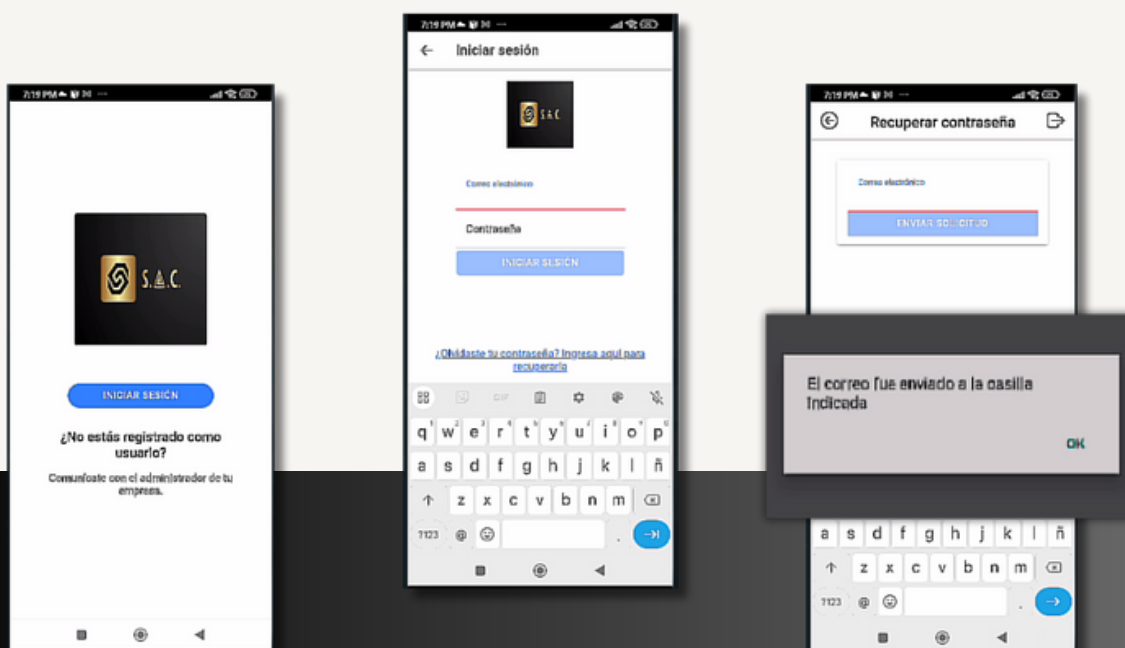 7:19 PM
S.A.C.
INICIAR SESIÓN
¿No estás registrado como
usuario?
Comunícate con el administrador de tu
empresa.
7:19 PM
Iniciar sesión
S.A.C.
Correo electrónico
Contraseña
INICIAR SESIÓN
¿Olvidaste tu contraseña? Ingresa aquí para
recuperarla
GIF
q w e r t y u i o p
a s d f g h j k l ñ
z x c v b n m
?123 @ .
7:19 PM
Recuperar contraseña
Correo electrónico
ENVIAR SOLICITUD
El correo fue enviado a la casilla
indicada
OK
a s d f g h j k l ñ
z x c v b n m
?123 @ .